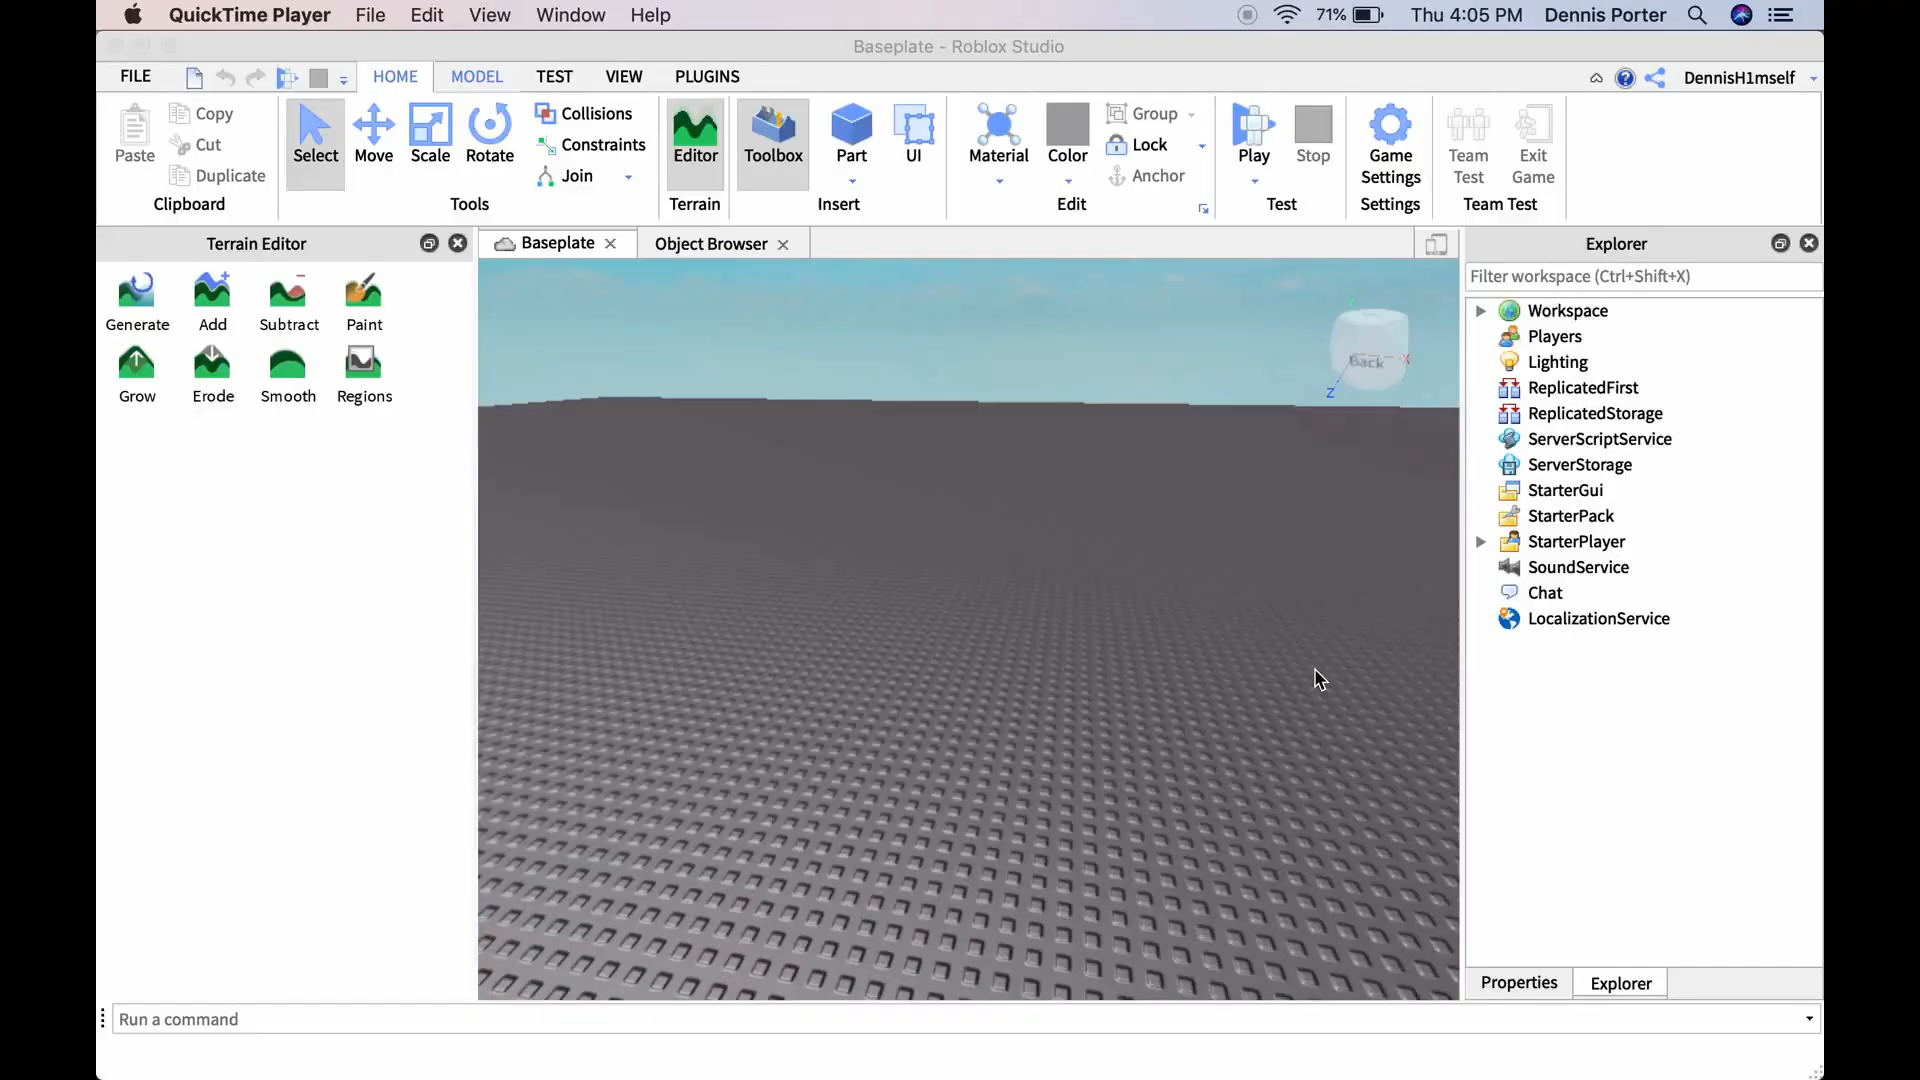 QuickTime Player File Edit View Window Help 71% Thu 4:05 PM Dennis Porter
Baseplate - Roblox Studio
FILE HOME MODEL TEST VIEW PLUGINS DennisH1mself
Paste Copy Cut Duplicate
Clipboard
Select Move Scale Rotate Collisions Constraints Join
Tools
Editor
Terrain
Toolbox Part UI
Insert
Material Color Group Lock Anchor
Edit
Play Stop
Test
Game Settings
Settings
Team Test Exit Game
Team Test
Terrain Editor
Generate Add Subtract Paint
Grow Erode Smooth Regions
Baseplate Object Browser
Back
X
Z
Explorer
Filter workspace (Ctrl+Shift+X)
Workspace
Players
Lighting
ReplicatedFirst
ReplicatedStorage
ServerScriptService
ServerStorage
StarterGui
StarterPack
StarterPlayer
SoundService
Chat
LocalizationService
Properties Explorer
Run a command